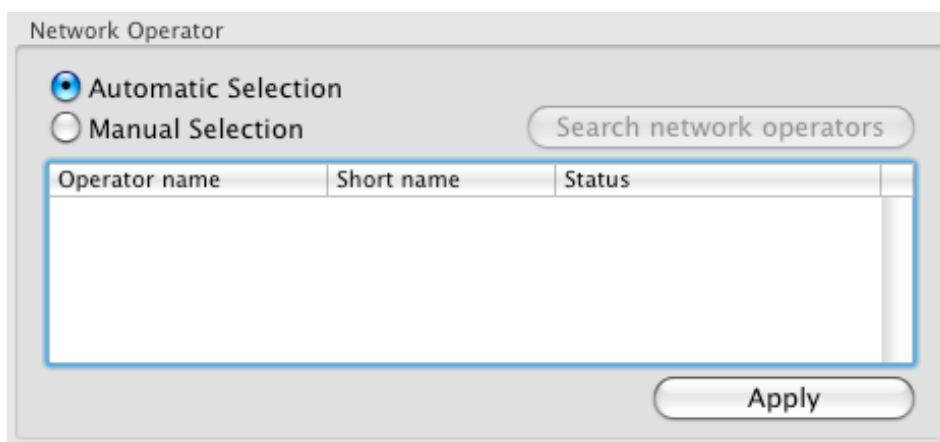 Network Operator
Automatic Selection
Manual Selection
Search network operators
Operator name Short name Status
Apply